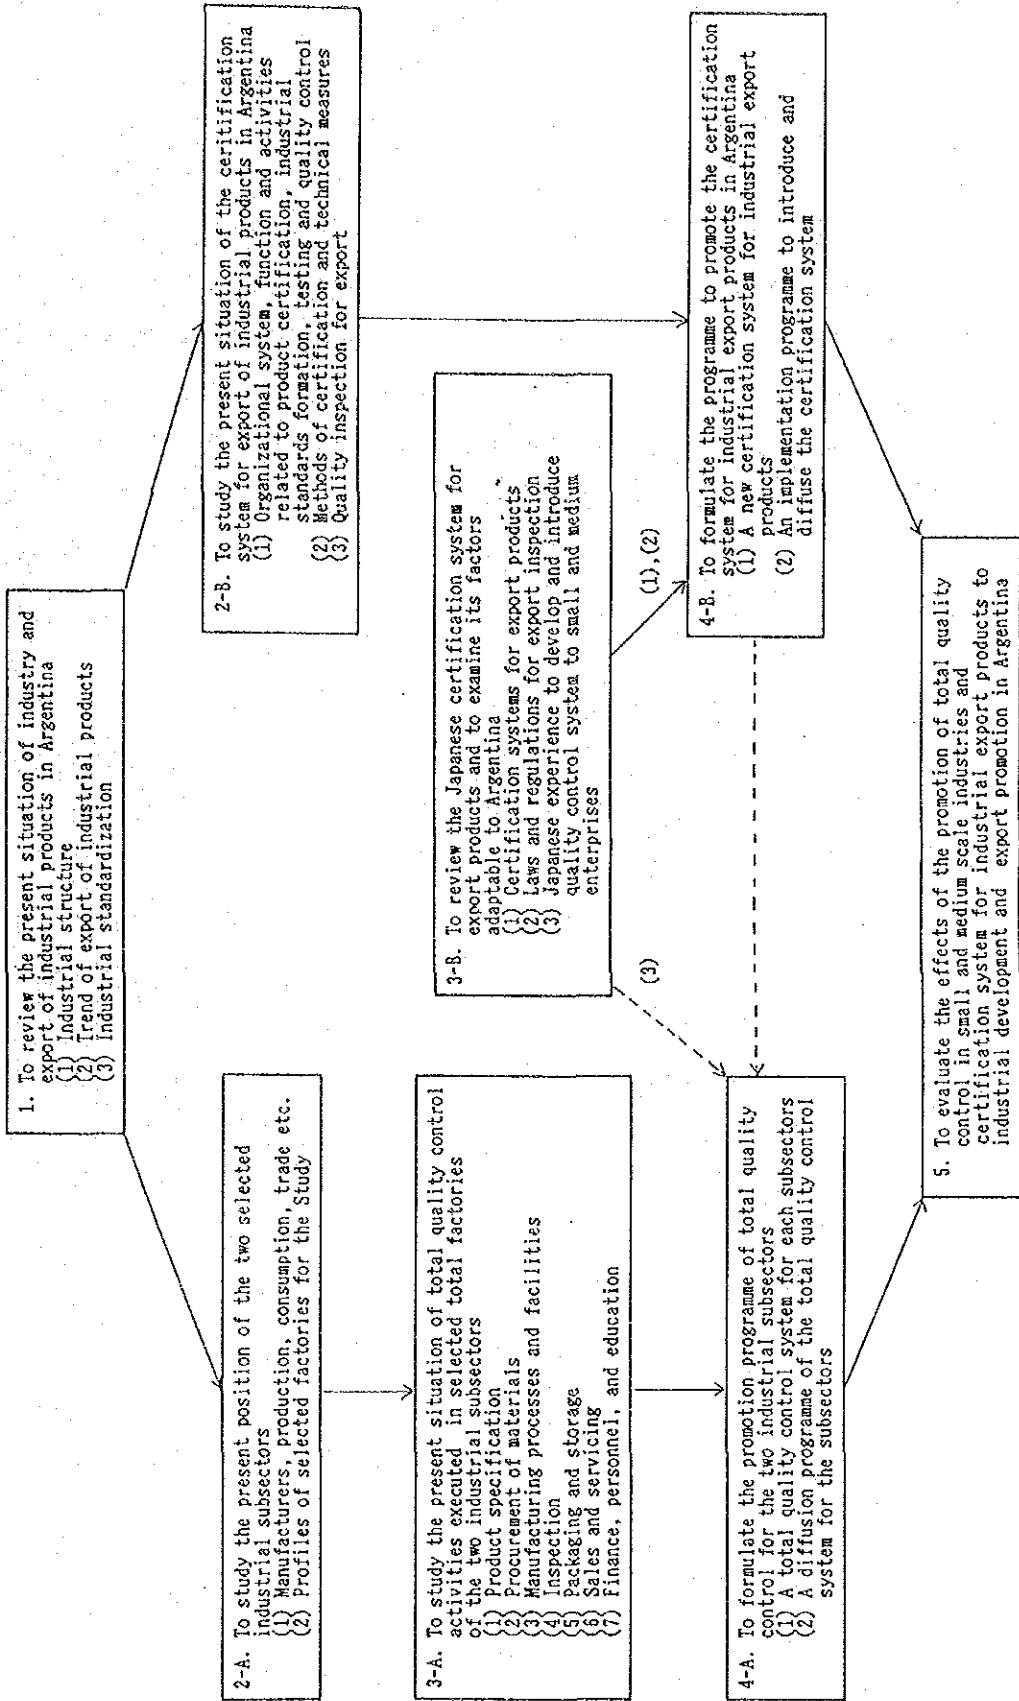 1. To review the present situation of industry and
export of industrial products in Argentina
(1) Industrial structure
(2) Trend of export of industrial products
(3) Industrial standardization
2-A. To study the present position of the two selected
industrial subsectors
(1) Manufacturers, production, consumption, trade etc.
(2) Profiles of selected factories for the Study
2-B. To study the present situation of the ceritification
system for export of industrial products in Argentina
(1) Organizational system, function and activities
related to product certification, industrial
standards formation, testing and quality control
(2) Methods of certification and technical measures
(3) Quality inspection for export
3-A. To study the present situation of total quality control
activities executed in selected total factories
of the two industrial subsectors
(1) Product specification
(2) Procurement of materials
(3) Manufacturing processes and facilities
(4) Inspection
(5) Packaging and storage
(6) Sales and servicing
(7) Finance, personnel, and education
3-B. To review the Japanese certification system for
export products and to examine its factors
adaptable to Argentina
(1) Certification systems for export products
(2) Laws and regulations for export inspection
(3) Japanese experience to develop and introduce
quality control system to small and medium
enterprises
(3)
(1),(2)
4-A. To formulate the promotion programme of total quality
control for the two industrial subsectors
(1) A total quality control system for each subsectors
(2) A diffusion programme of the total quality control
system for the subsectors
4-B. To formulate the programme to promote the certification
system for industrial export products in Argentina
(1) A new certification system for industrial export
products
(2) An implementation programme to introduce and
diffuse the certification system
5. To evaluate the effects of the promotion of total quality
control in small and medium scale industries and
certification system for industrial export products to
industrial development and export promotion in Argentina